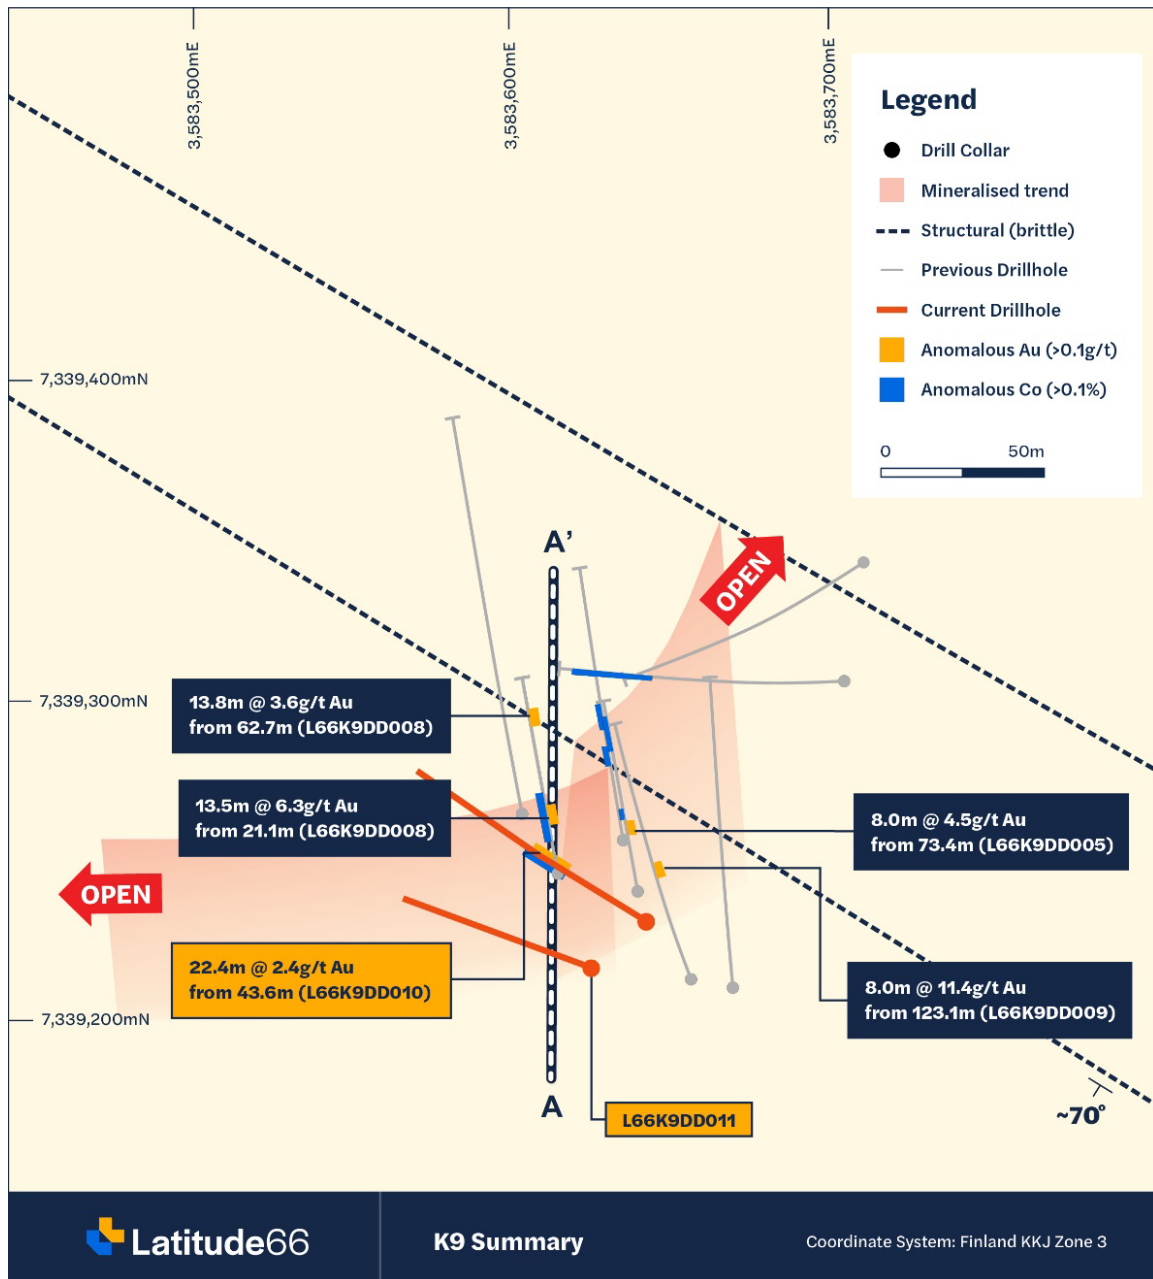 3,583,500mE
3,583,600mE
3,583,700mE
Legend
Drill Collar
Mineralised trend
Structural (brittle)
Previous Drillhole
Current Drillhole
Anomalous Au (>0.1g/t)
Anomalous Co (>0.1%)
0 50m
7,339,400mN
A’
OPEN
7,339,300mN
13.8m @ 3.6g/t Au
from 62.7m (L66K9DD008)
13.5m @ 6.3g/t Au
from 21.1m (L66K9DD008)
8.0m @ 4.5g/t Au
from 73.4m (L66K9DD005)
OPEN
22.4m @ 2.4g/t Au
from 43.6m (L66K9DD010)
8.0m @ 11.4g/t Au
from 123.1m (L66K9DD009)
7,339,200mN
A
L66K9DD011
~70°
Latitude66
K9 Summary
Coordinate System: Finland KKJ Zone 3